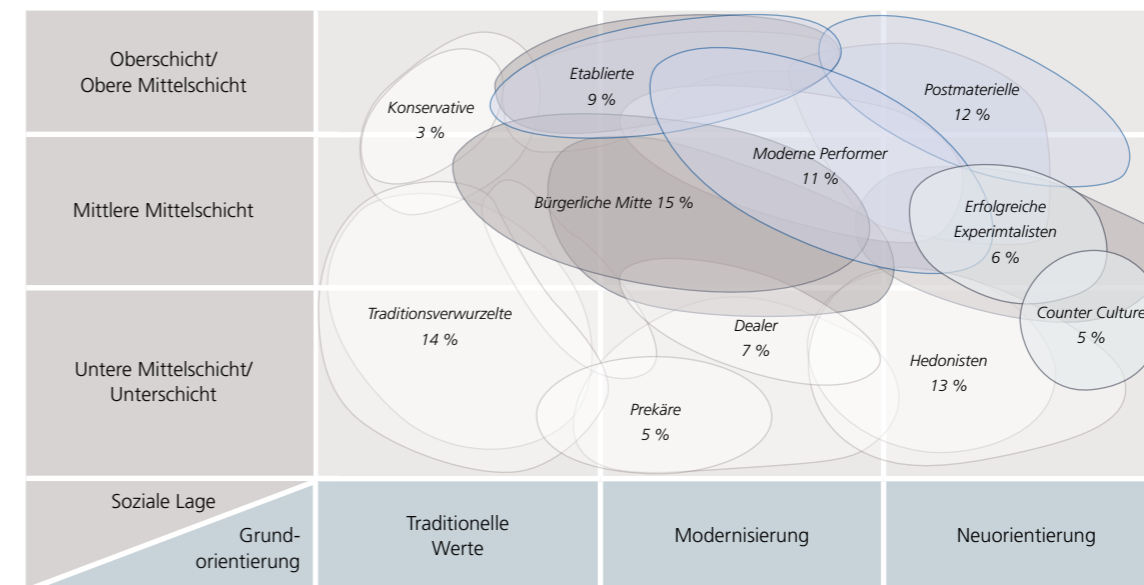 Oberschicht/
Obere Mittelschicht
Konservative
3 %
Etablierte
9 %
Postmaterielle
12 %
Moderne Performer
11 %
Mittlere Mittelschicht
Bürgerliche Mitte 15 %
Erfolgreiche
Experimtalisten
6 %
Untere Mittelschicht/
Unterschicht
Traditionsverwurzelte
14 %
Dealer
7 %
Counter Culture
5 %
Hedonisten
13 %
Prekäre
5 %
Soziale Lage
Grund-
orientierung
Traditionelle
Werte
Modernisierung
Neuorientierung